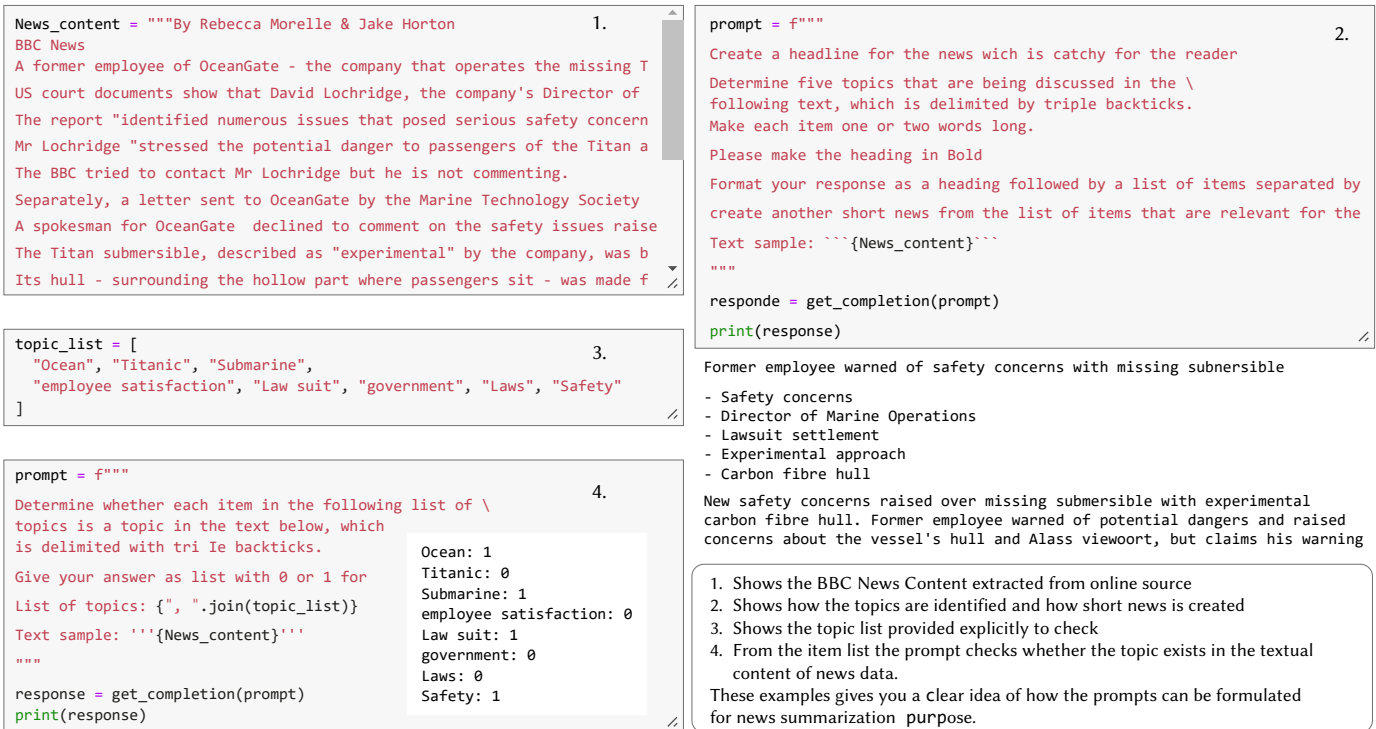 News_content = """By Rebecca Morelle & Jake Horton
1.
BBC News
A former employee of OceanGate - the company that operates the missing T
US court documents show that David Lochridge, the company's Director of
The report "identified numerous issues that posed serious safety concern
Mr Lochridge "stressed the potential danger to passengers of the Titan a
The BBC tried to contact Mr Lochridge but he is not commenting.
Separately, a letter sent to OceanGate by the Marine Technology Society
A spokesman for OceanGate  declined to comment on the safety issues raise
The Titan submersible, described as "experimental" by the company, was b
Its hull - surrounding the hollow part where passengers sit - was made f
prompt = f"""
2.
Create a headline for the news wich is catchy for the reader
Determine five topics that are being discussed in the \
following text, which is delimited by triple backticks.
Make each item one or two words long.
Please make the heading in Bold
Format your response as a heading followed by a list of items separated by
create another short news from the list of items that are relevant for the
Text sample: ```{News_content}```
"""
responde = get_completion(prompt)
print(response)
Former employee warned of safety concerns with missing subnersible
- Safety concerns
- Director of Marine Operations
- Lawsuit settlement
- Experimental approach
- Carbon fibre hull
New safety concerns raised over missing submersible with experimental
carbon fibre hull. Former employee warned of potential dangers and raised
concerns about the vessel's hull and Alass viewoort, but claims his warning
topic_list = [
3.
"Ocean", "Titanic", "Submarine",
"employee satisfaction", "Law suit", "government", "Laws", "Safety"
]
prompt = f"""
4.
Determine whether each item in the following list of \
topics is a topic in the text below, which
is delimited with tri Ie backticks.
Give your answer as list with 0 or 1 for
List of topics: {", ".join(topic_list)}
Text sample: '''{News_content}'''
"""
response = get_completion(prompt)
print(response)
Ocean: 1
Titanic: 0
Submarine: 1
employee satisfaction: 0
Law suit: 1
government: 0
Laws: 0
Safety: 1
1. Shows the BBC News Content extracted from online source
2. Shows how the topics are identified and how short news is created
3. Shows the topic list provided explicitly to check
4. From the item list the prompt checks whether the topic exists in the textual
content of news data.
These examples gives you a clear idea of how the prompts can be formulated
for news summarization purpose.